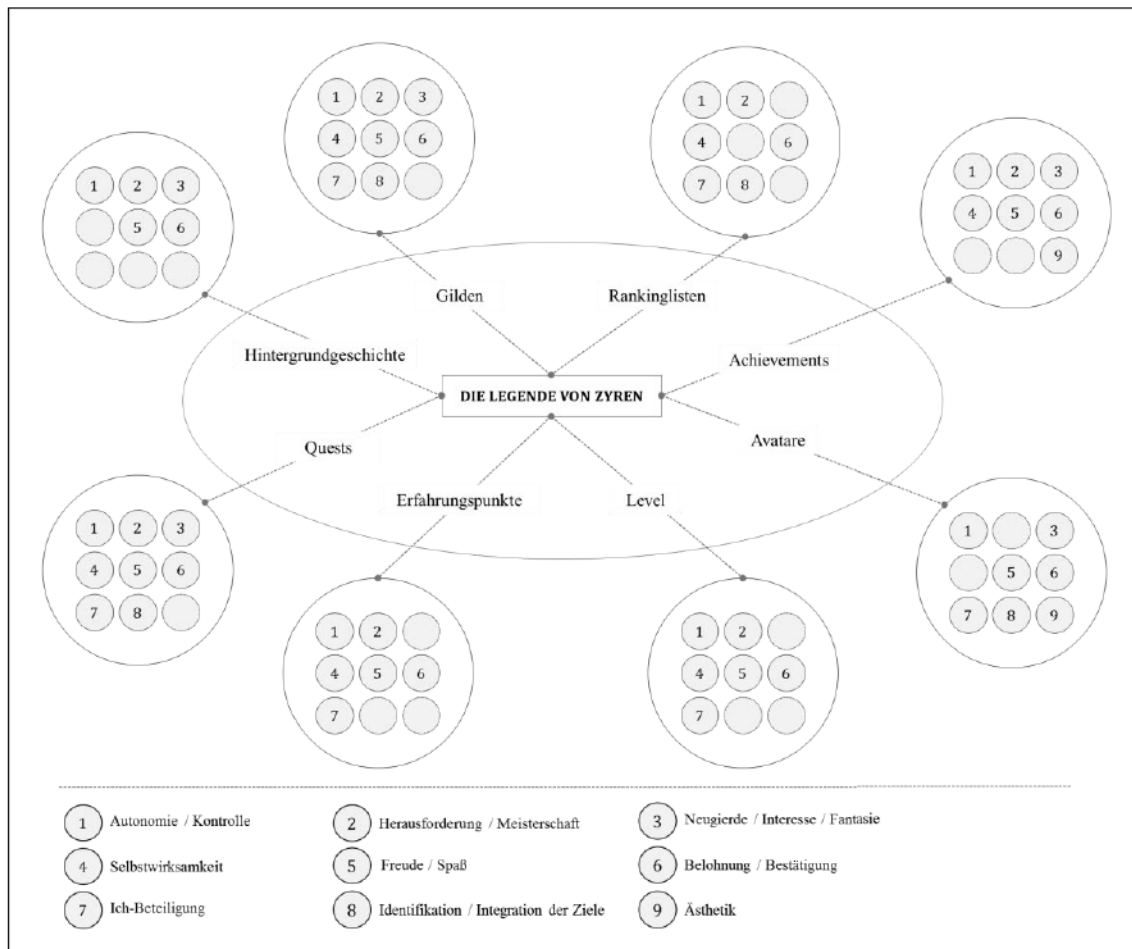 1 2 3
4 5 6
7 8
1 2
4 6
7 8
1 2 3
5 6
1 2 3
4 5 6
9
Gilden
Rankinglisten
Hintergrundgeschichte
Achievements
DIE LEGENDE VON ZYREN
Quests
Avatare
Erfahrungspunkte
Level
1 2 3
4 5 6
7 8
1 3
5 6
7 8 9
1 2
4 5 6
7
1 2
4 5 6
7
1 Autonomie / Kontrolle
2 Herausforderung / Meisterschaft
3 Neugierde / Interesse / Fantasie
4 Selbstwirksamkeit
5 Freude / Spaß
6 Belohnung / Bestätigung
7 Ich-Beteiligung
8 Identifikation / Integration der Ziele
9 Ästhetik